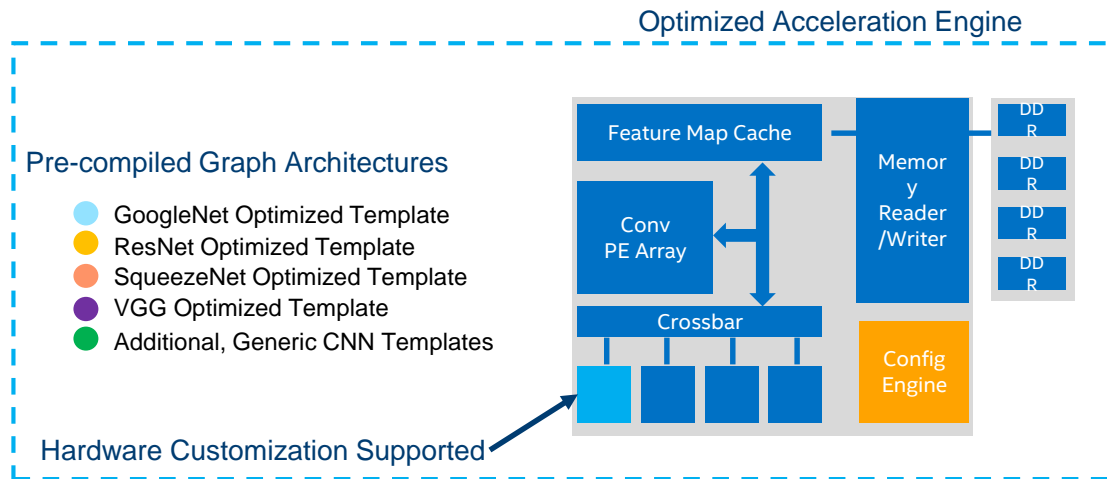 Optimized Acceleration Engine
Pre-compiled Graph Architectures
GoogleNet Optimized Template
ResNet Optimized Template
SqueezeNet Optimized Template
VGG Optimized Template
Additional, Generic CNN Templates
Hardware Customization Supported
Feature Map Cache
Conv
PE Array
Crossbar
Memor
y
Reader
/Writer
Config
Engine
DD
R
DD
R
DD
R
DD
R